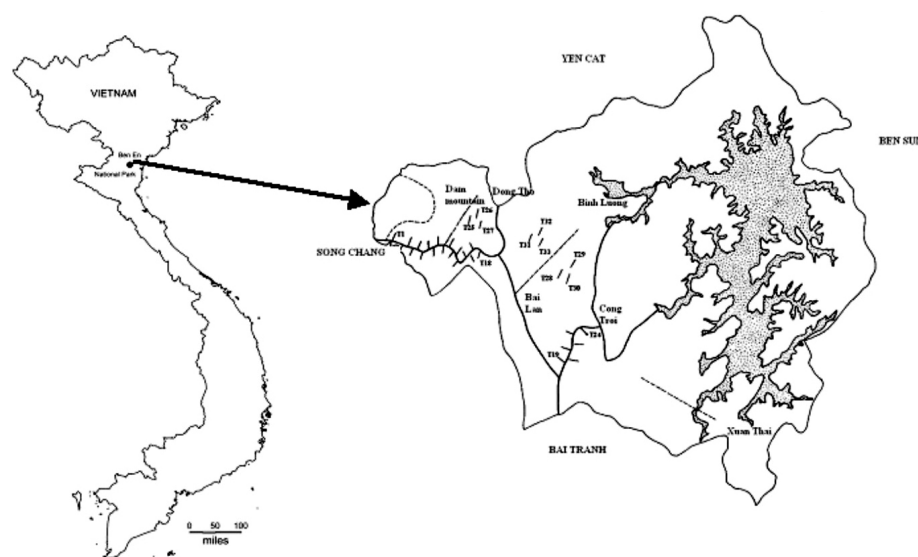 VIETNAM
Ben En
National Park
0 50 100
miles
YEN CAT
BEN SUNG
Dam
mountain
Dong Tho
Binh Luong
T26
T25
T27
T32
T31
T33
T1
SONG CHANG
T18
T29
T28
T30
Bai
Lan
Cong
Troi
T24
T19
Xuan Thai
BAI TRANH